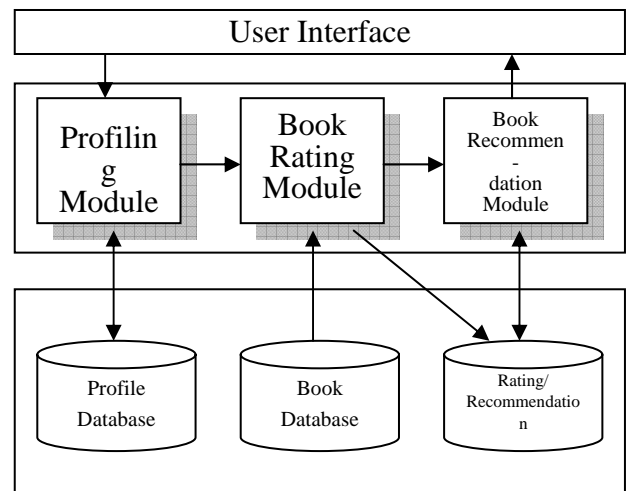 User Interface
Profilin
g
Module
Book
Rating
Module
Book
Recommen
-
dation
Module
Profile
Database
Book
Database
Rating/
Recommendatio
n